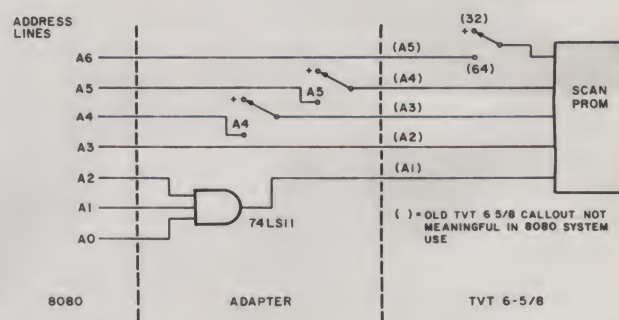 ADDRESS
LINES
(32)
+
A6
(A5)
(64)
+
A5
A5
(A4)
SCAN
PROM
+
A4
A4
(A3)
A3
(A2)
A2
(A1)
A1
74LS11
A0
( ) = OLD TVT 6 5/8 CALLOUT NOT
MEANINGFUL IN 8080 SYSTEM
USE
8080
ADAPTER
TVT 6-5/8